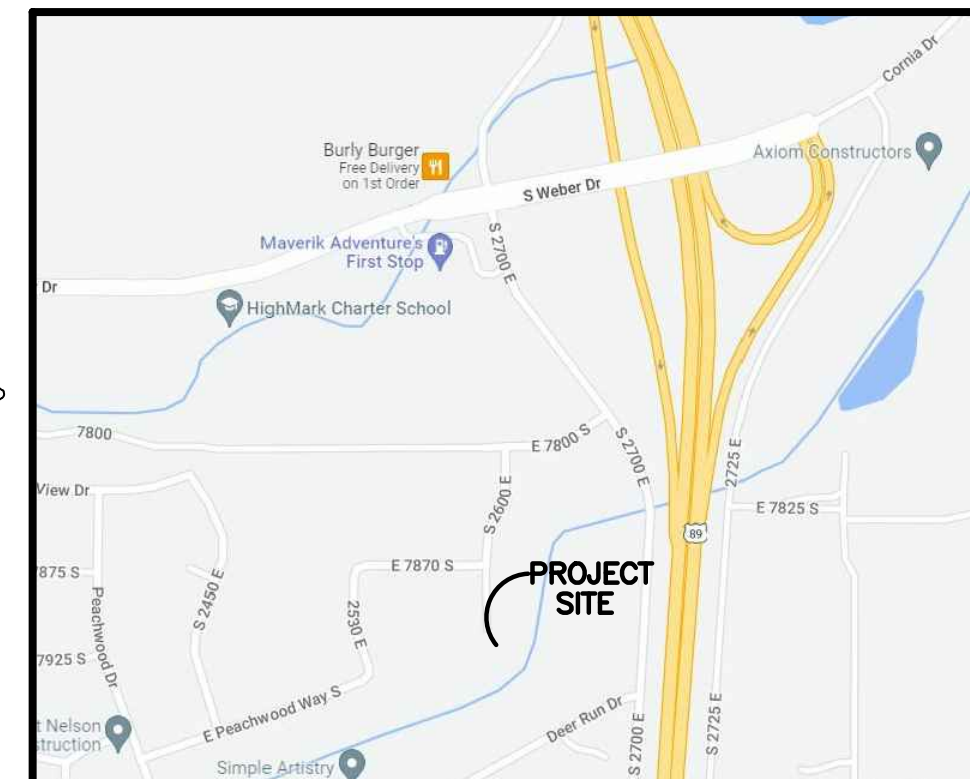 Cornia Dr
Burly Burger
Free Delivery
on 1st Order
Axiom Constructors
S Weber Dr
S 2700 E
Maverik Adventure's
First Stop
Dr
HighMark Charter School
7800
E 7800 S
S 2700 E
2725 E
View Dr
S 2600 E
E 7825 S
89
7875 S
E 7870 S
PROJECT
SITE
S 2450 E
Peachwood Dr
2530 E
7925 S
E Peachwood Way S
Deer Run Dr
S 2700 E
S 2725 E
t Nelson
struction
Simple Artistry